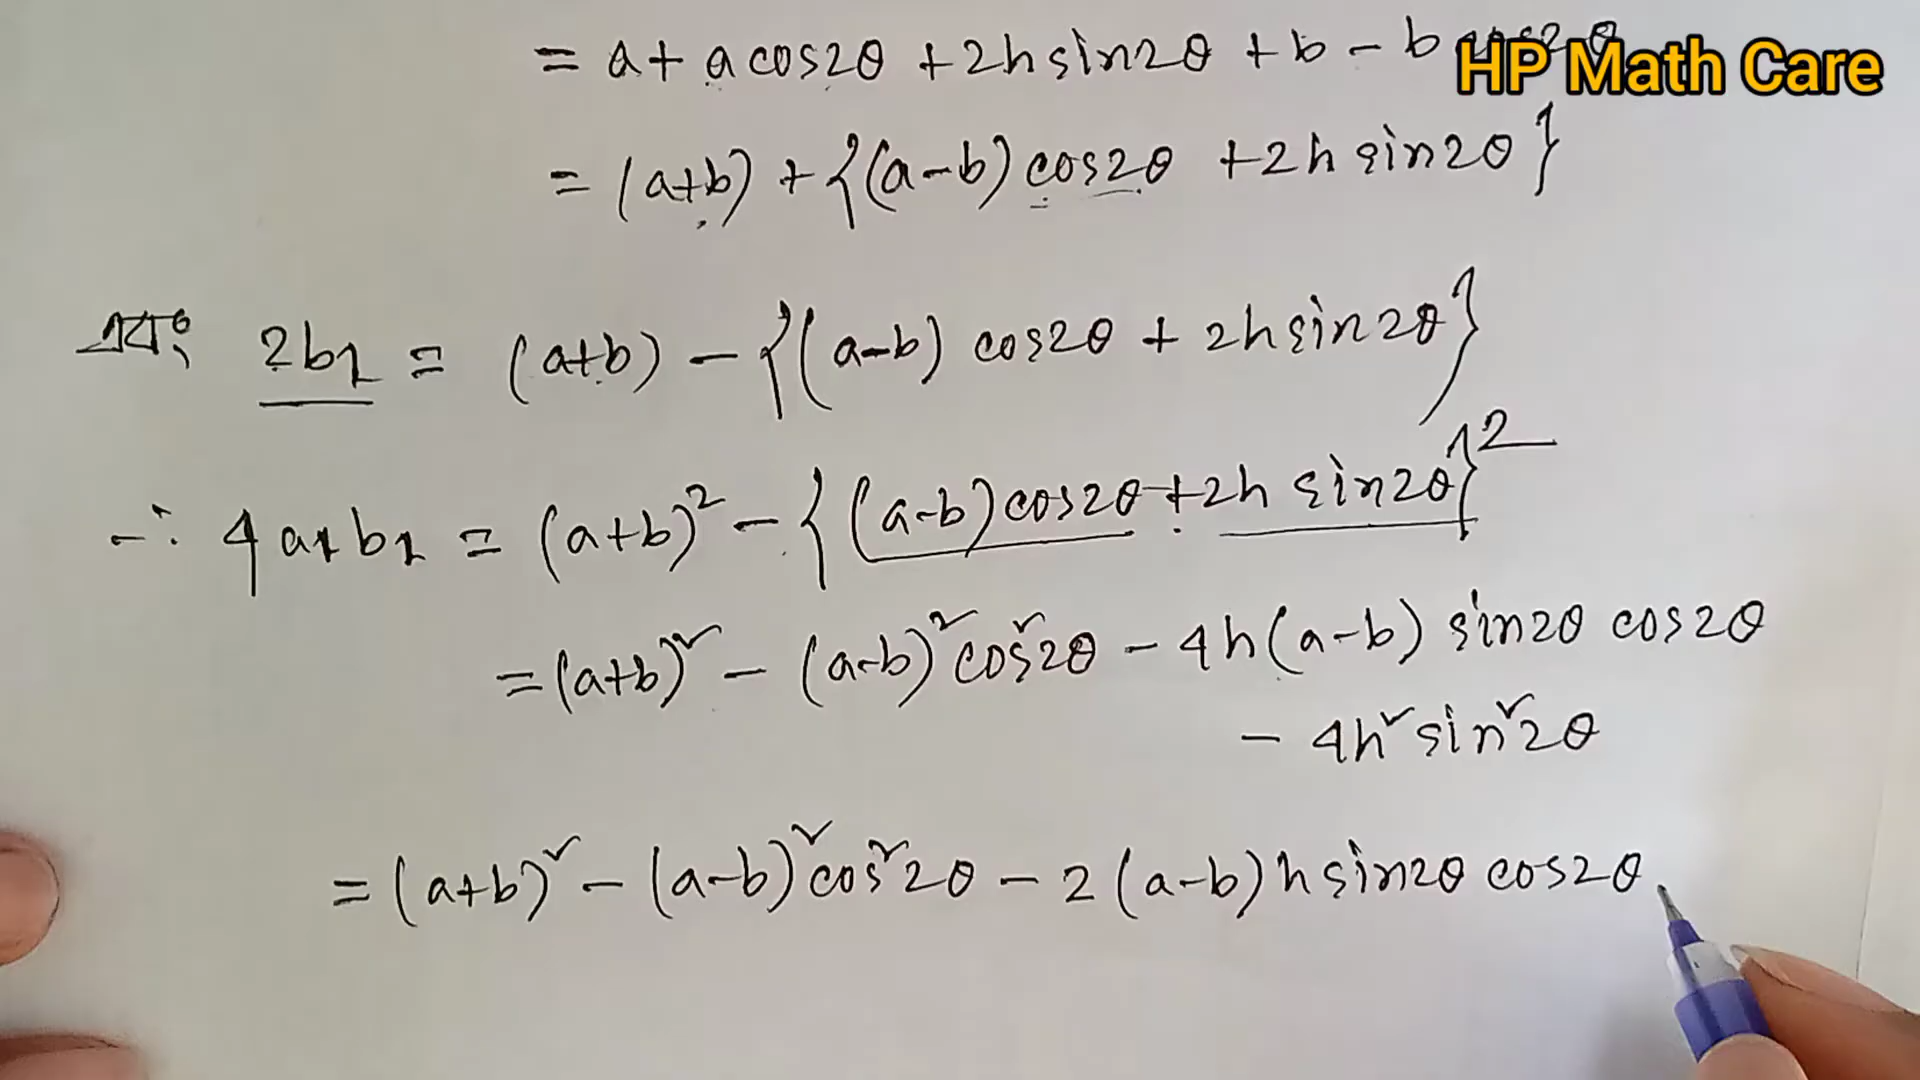 = a + a cos2θ + 2h sin2θ + b - b cos2θ
HP Math Care
= (a+b) + {(a-b) cos2θ + 2h sin2θ}
এবং 2b₁ = (a+b) - {(a-b) cos2θ + 2h sin2θ}
∴ 4a₁b₁ = (a+b)² - {(a-b) cos2θ + 2h sin2θ}²
= (a+b)² - (a-b)² cos²2θ - 4h(a-b) sin2θ cos2θ
- 4h² sin²2θ
= (a+b)² - (a-b)² cos²2θ - 2(a-b) h sin2θ cos2θ